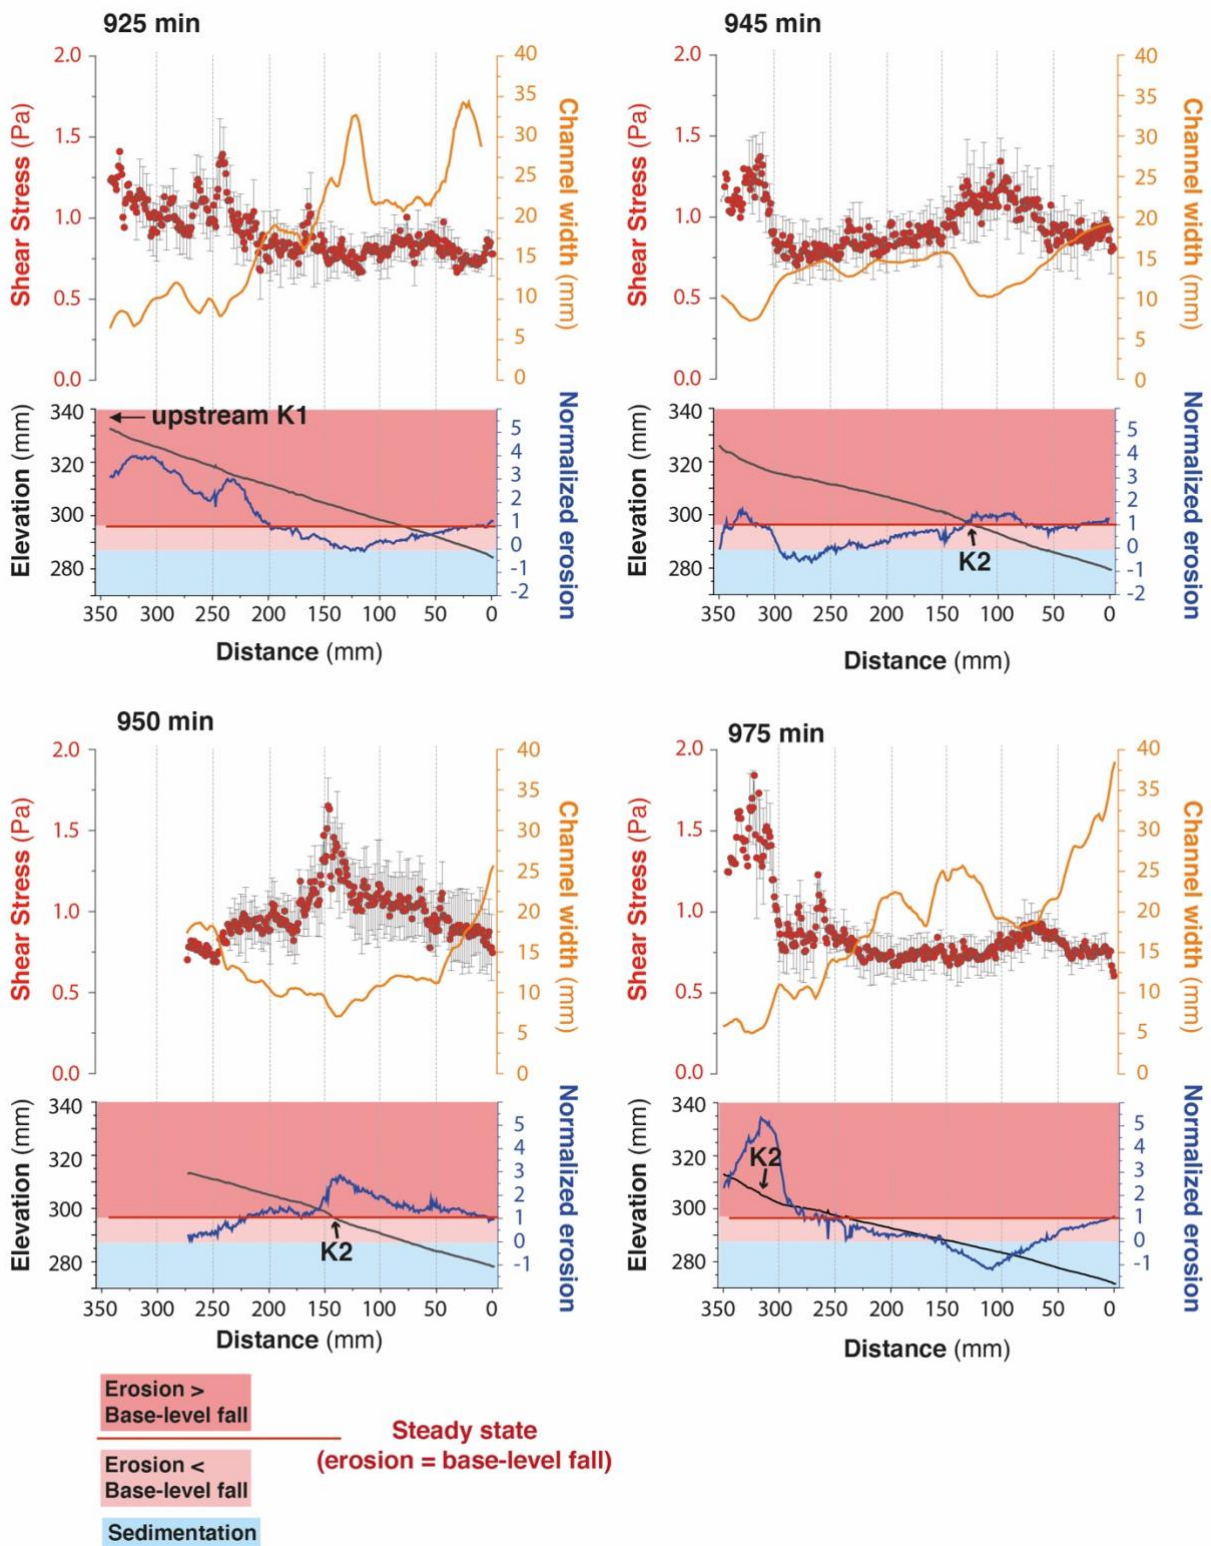 925 min
2.0
1.5
1.0
0.5
0.0
Shear Stress (Pa)
40
35
30
25
20
15
10
5
0
Channel width (mm)
340
320
300
280
Elevation (mm)
upstream K1
5
4
3
2
1
0
-1
-2
Normalized erosion
350 300 250 200 150 100 50 0
Distance (mm)
945 min
2.0
1.5
1.0
0.5
0.0
Shear Stress (Pa)
40
35
30
25
20
15
10
5
0
Channel width (mm)
340
320
300
280
Elevation (mm)
K2
5
4
3
2
1
0
-1
-2
Normalized erosion
350 300 250 200 150 100 50 0
Distance (mm)
950 min
2.0
1.5
1.0
0.5
0.0
Shear Stress (Pa)
40
35
30
25
20
15
10
5
0
Channel width (mm)
340
320
300
280
Elevation (mm)
K2
5
4
3
2
1
0
-1
Normalized erosion
350 300 250 200 150 100 50 0
Distance (mm)
975 min
2.0
1.5
1.0
0.5
0.0
Shear Stress (Pa)
40
35
30
25
20
15
10
5
0
Channel width (mm)
340
320
300
280
Elevation (mm)
K2
5
4
3
2
1
0
-1
Normalized erosion
350 300 250 200 150 100 50 0
Distance (mm)
Erosion >
Base-level fall
Steady state
(erosion = base-level fall)
Erosion <
Base-level fall
Sedimentation